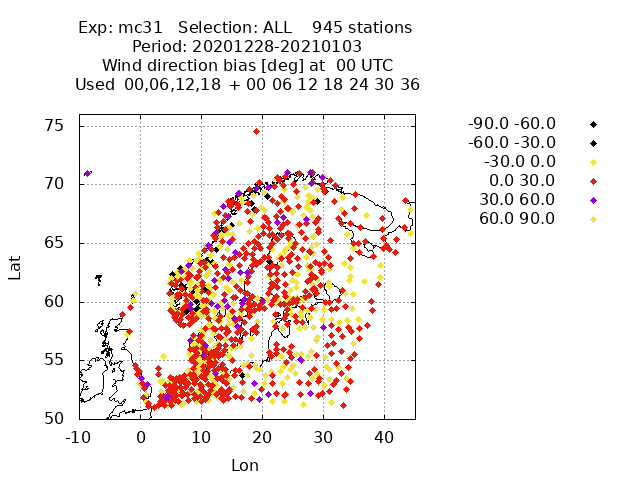 Exp: mc31 Selection: ALL 945 stations
Period: 20201228-20210103
Wind direction bias [deg] at 00 UTC
Used 00,06,12,18 + 00 06 12 18 24 30 36
-90.0 -60.0
-60.0 -30.0
-30.0 0.0
0.0 30.0
30.0 60.0
60.0 90.0
75
70
65
60
55
50
Lat
-10 0 10 20 30 40
Lon